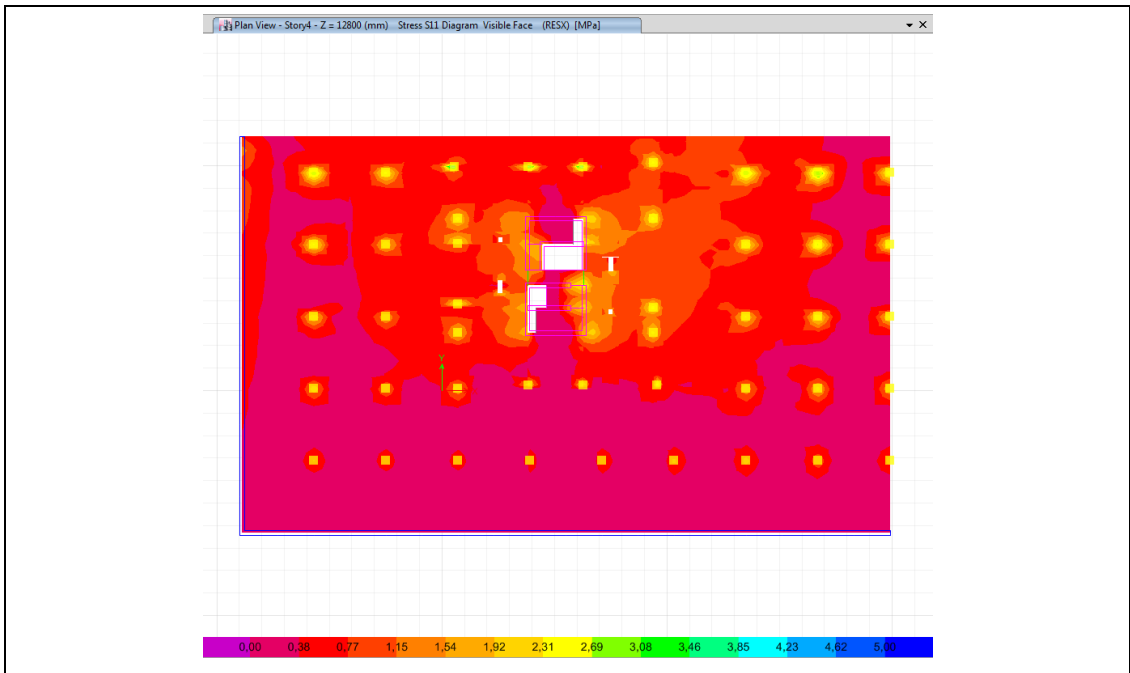 Plan View - Story4 - Z = 12800 (mm) Stress S11 Diagram Visible Face (RESX) [MPa]
Y
0,00 0,38 0,77 1,15 1,54 1,92 2,31 2,69 3,08 3,46 3,85 4,23 4,62 5,00